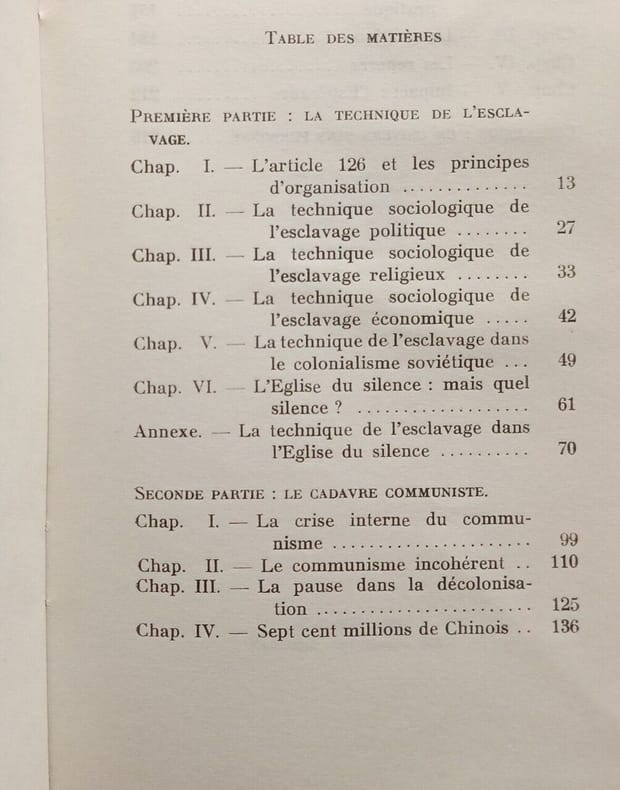 TABLE DES MATIÈRES
PREMIÈRE PARTIE : LA TECHNIQUE DE L'ESCLA-
VAGE.
Chap. I. — L'article 126 et les principes
d'organisation .............. 13
Chap. II. — La technique sociologique de
l'esclavage politique ........ 27
Chap. III. — La technique sociologique de
l'esclavage religieux ........ 33
Chap. IV. — La technique sociologique de
l'esclavage économique ..... 42
Chap. V. — La technique de l'esclavage dans
le colonialisme soviétique ... 49
Chap. VI. — L'Eglise du silence : mais quel
silence ? ................... 61
Annexe. — La technique de l'esclavage dans
l'Eglise du silence .......... 70
SECONDE PARTIE : LE CADAVRE COMMUNISTE.
Chap. I. — La crise interne du commu-
nisme ...................... 99
Chap. II. — Le communisme incohérent .. 110
Chap. III. — La pause dans la décolonisa-
tion ........................ 125
Chap. IV. — Sept cent millions de Chinois .. 136